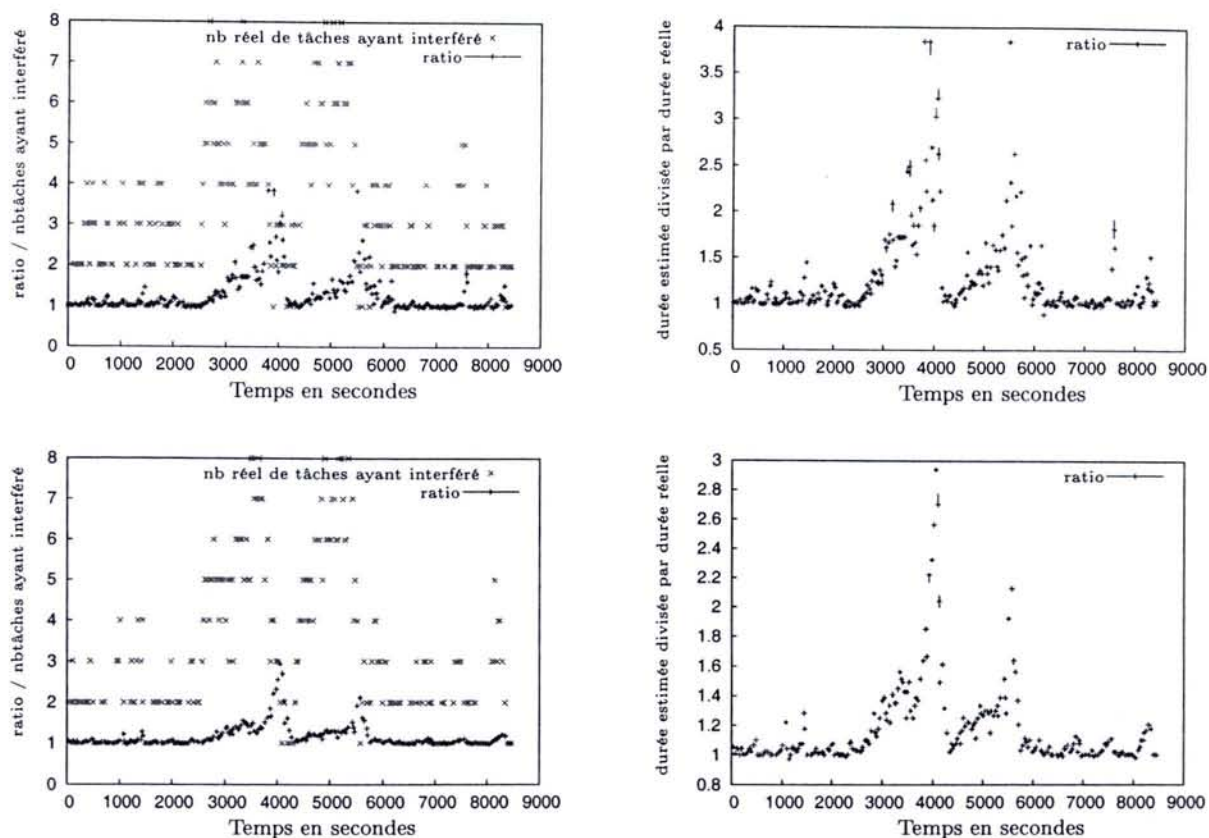 ratio / nbtâches ayant interféré
8
7
6
5
4
3
2
1
0
nb réel de tâches ayant interféré
ratio
0 1000 2000 3000 4000 5000 6000 7000 8000 9000
Temps en secondes
durée estimée divisée par durée réelle
4
3.5
3
2.5
2
1.5
1
0.5
ratio
0 1000 2000 3000 4000 5000 6000 7000 8000 9000
Temps en secondes
ratio / nbtâches ayant interféré
8
7
6
5
4
3
2
1
0
nb réel de tâches ayant interféré
ratio
0 1000 2000 3000 4000 5000 6000 7000 8000 9000
Temps en secondes
durée estimée divisée par durée réelle
3
2.8
2.6
2.4
2.2
2
1.8
1.6
1.4
1.2
1
0.8
ratio
0 1000 2000 3000 4000 5000 6000 7000 8000 9000
Temps en secondes